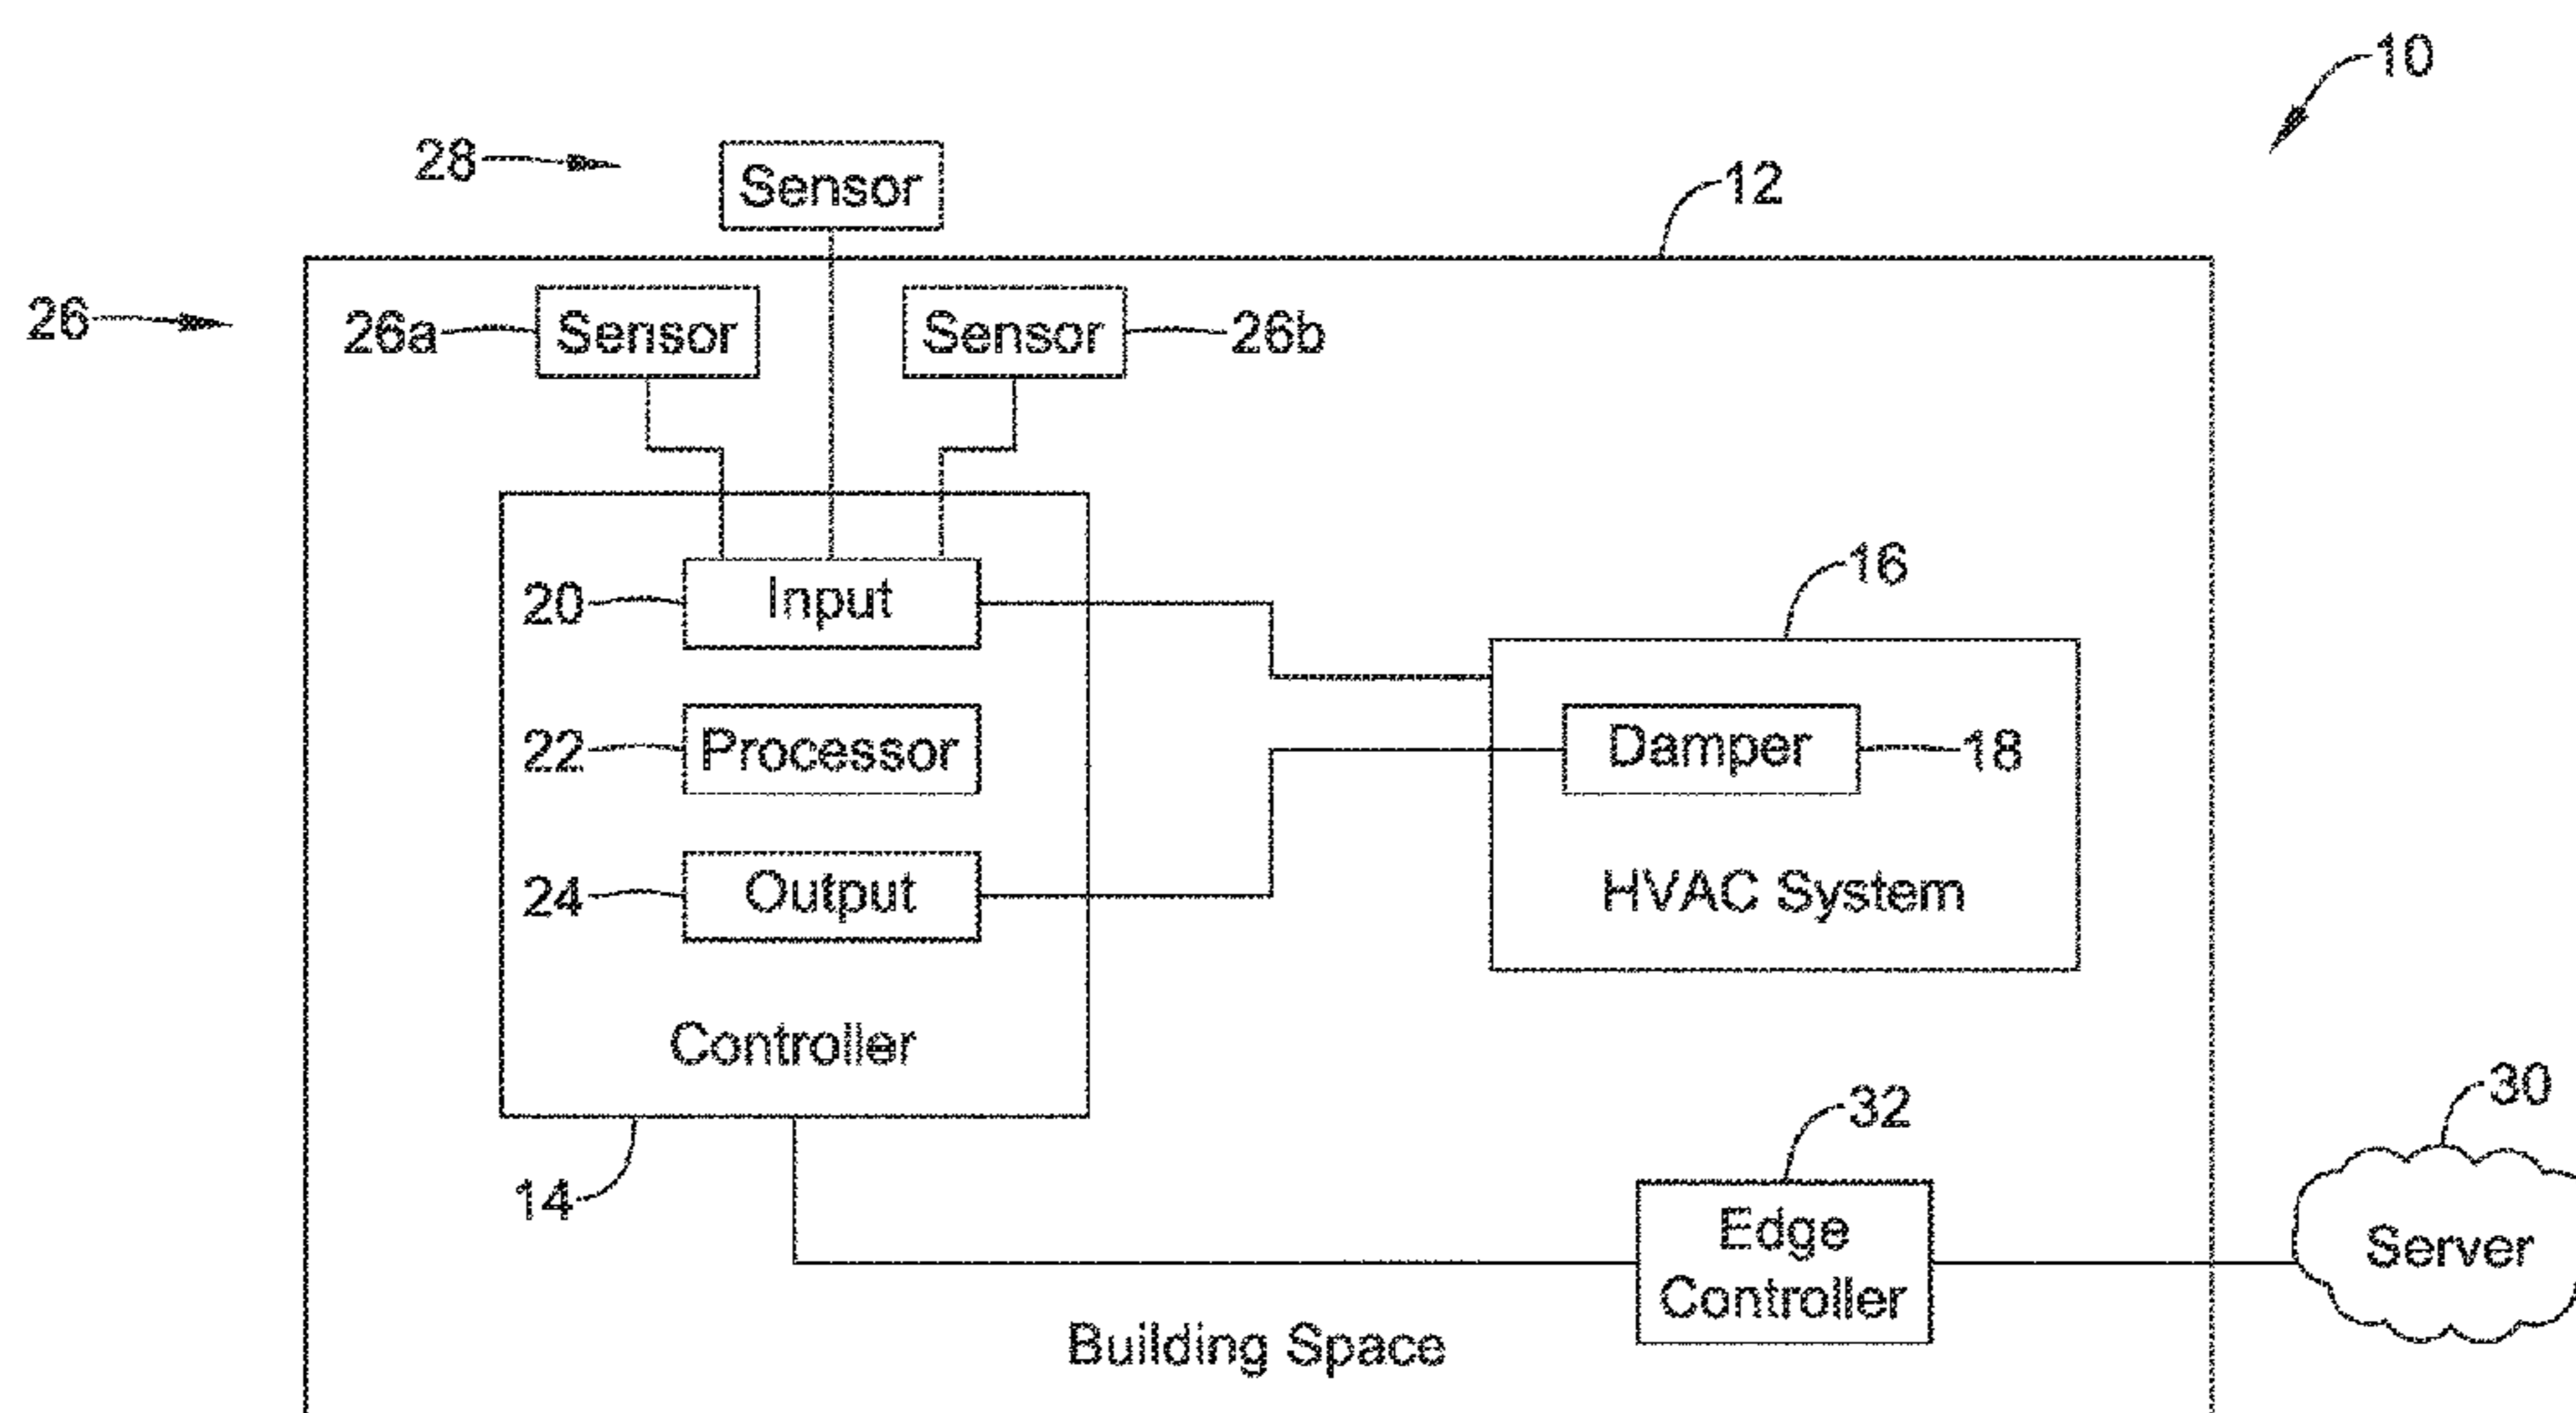 10
28
Sensor
12
26
26a
Sensor
Sensor
26b
16
20
Input
22
Processor
Damper
18
24
Output
HVAC System
Controller
30
32
14
Edge
Controller
Server
Building Space